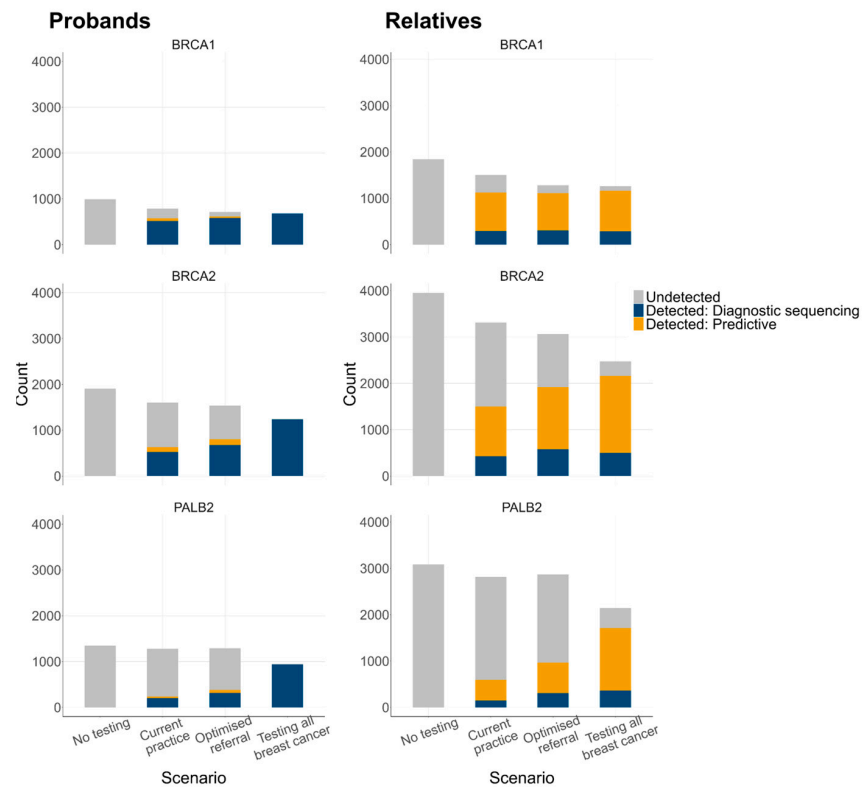 Probands
Relatives
BRCA1
4000
3000
2000
1000
0
BRCA1
4000
3000
2000
1000
0
BRCA2
4000
3000
2000
1000
0
BRCA2
4000
3000
2000
1000
0
Undetected
Detected: Diagnostic sequencing
Detected: Predictive
Count
Count
PALB2
4000
3000
2000
1000
0
PALB2
4000
3000
2000
1000
0
No testing
Current
practice
Optimised
referral
Testing all
breast cancer
No testing
Current
practice
Optimised
referral
Testing all
breast cancer
Scenario
Scenario